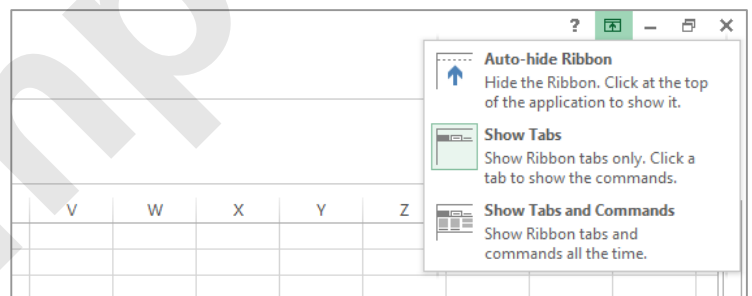 ?
Auto-hide Ribbon
Hide the Ribbon. Click at the top
of the application to show it.
Show Tabs
Show Ribbon tabs only. Click a
tab to show the commands.
V W X Y Z
Show Tabs and Commands
Show Ribbon tabs and
commands all the time.